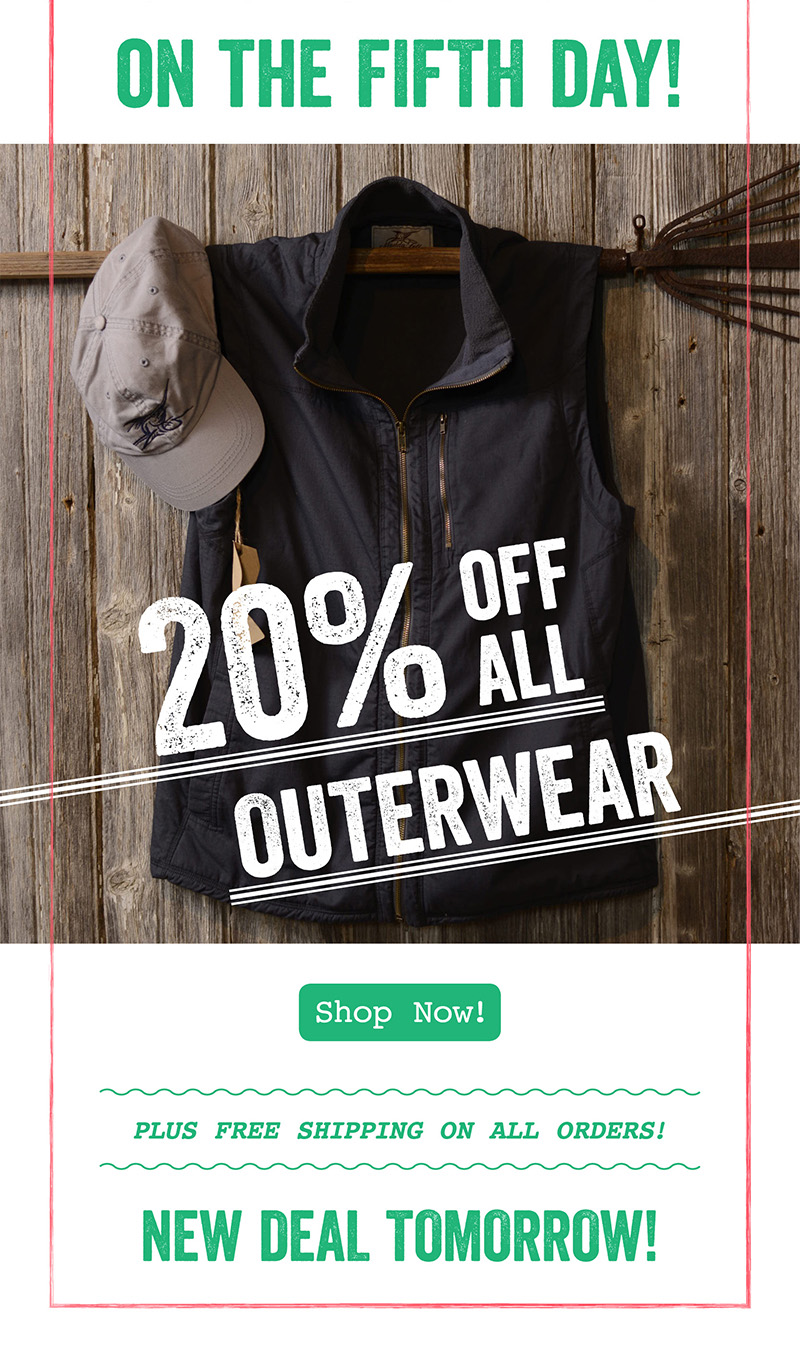 ON THE FIFTH DAY!
20% OFF
ALL
OUTERWEAR
Shop Now!
PLUS FREE SHIPPING ON ALL ORDERS!
NEW DEAL TOMORROW!